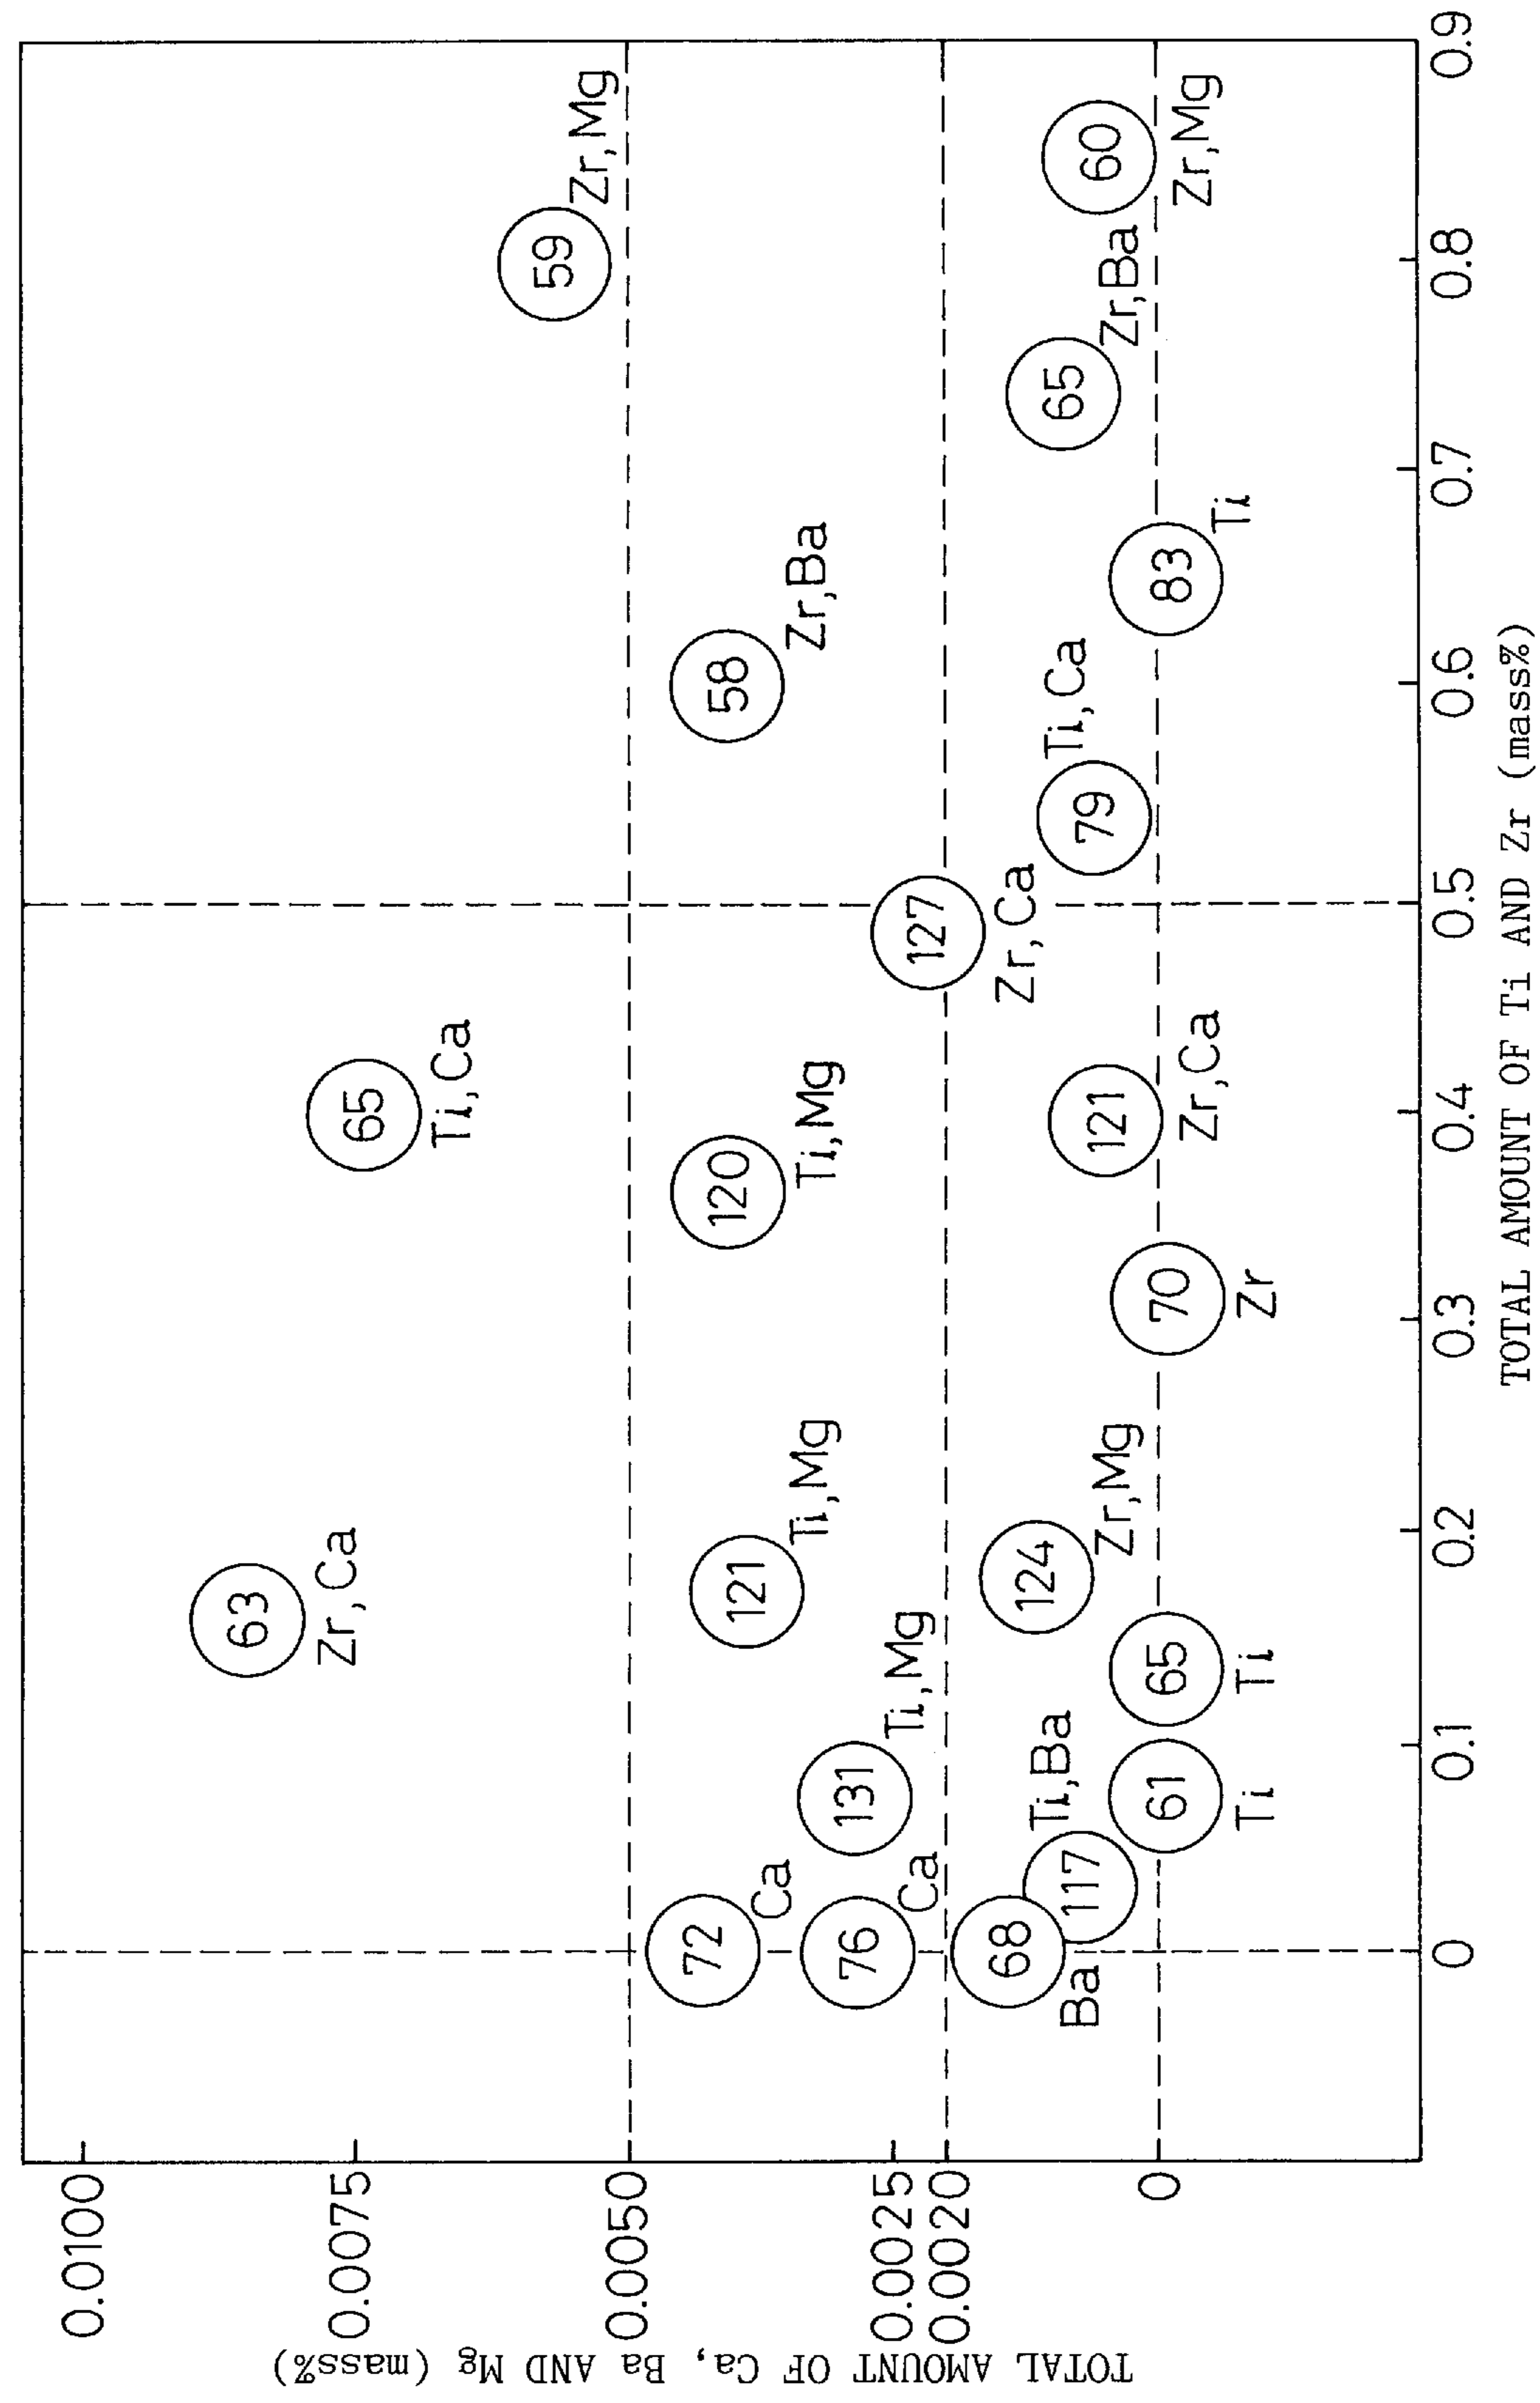 TOTAL AMOUNT OF Ca, Ba AND Mg (mass%)
0.0100
0.0075
0.0050
0.0025
0.0020
0
63
Zr,Ca
65
Ti,Ca
59
Zr,Mg
72
Ca
121
Ti,Mg
120
Ti,Mg
58
Zr,Ba
76
Ca
131
Ti,Mg
127
Zr,Ca
68
Ba
117
Ti,Ba
124
Zr,Mg
121
Zr,Ca
79
Ti,Ca
65
Zr,Ba
60
Zr,Mg
61
Ti
65
Ti
70
Zr
83
Ti
0
0.1
0.2
0.3
0.4
0.5
0.6
0.7
0.8
0.9
TOTAL AMOUNT OF Ti AND Zr (mass%)